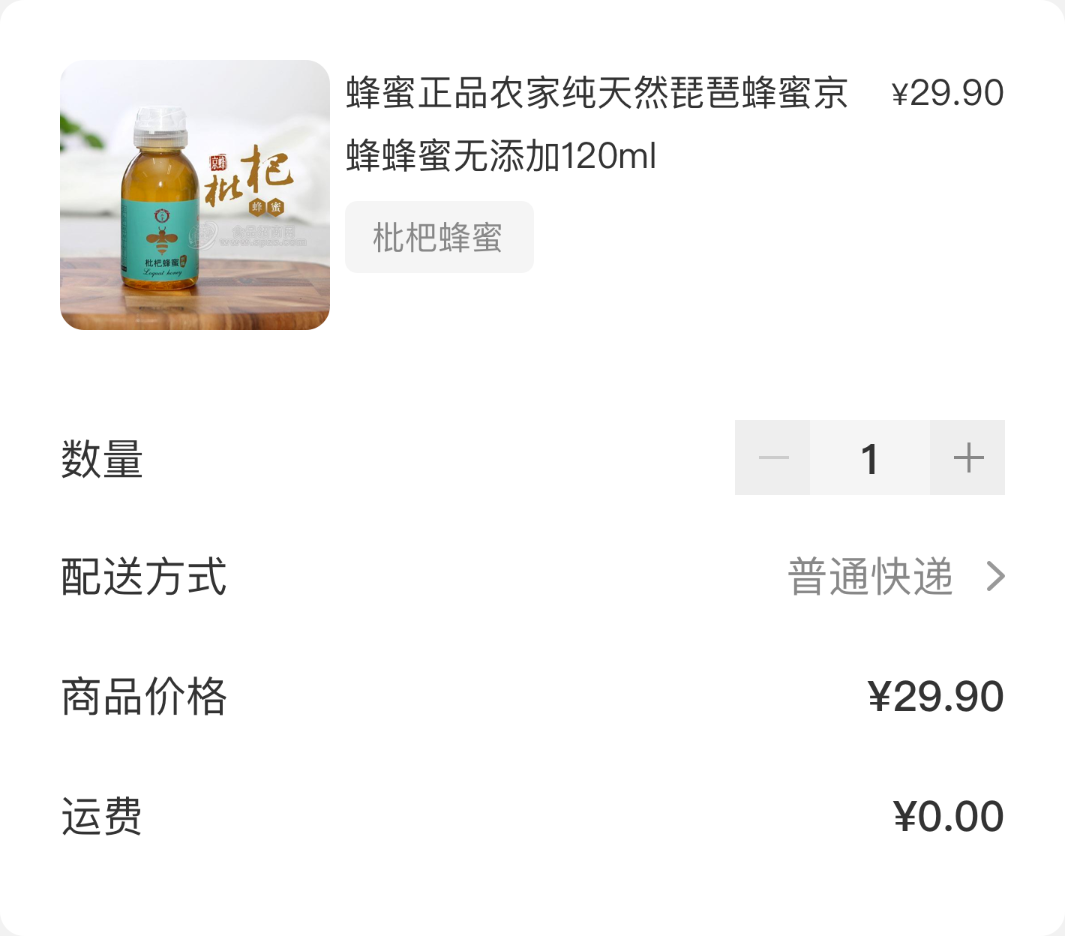 蜂蜜正品农家纯天然琵琶蜂蜜京
¥29.90
蜂蜂蜜无添加120ml
枇杷蜂蜜
枇杷
蜂蜜
枇杷蜂蜜
Loquat honey
数量
1
配送方式
普通快递
商品价格
¥29.90
运费
¥0.00